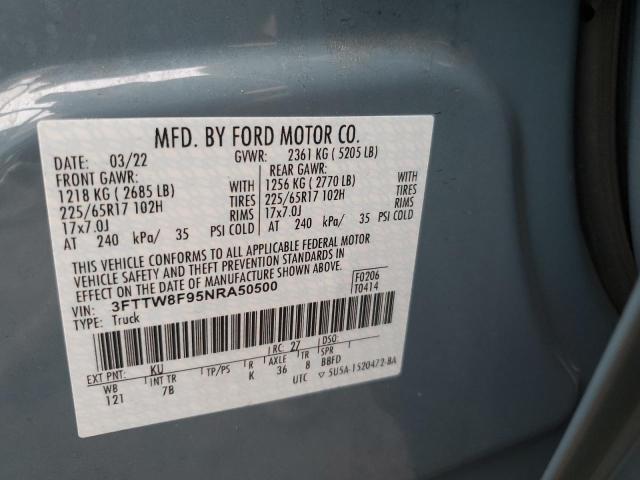 MFD. BY FORD MOTOR CO.
DATE: 03/22 GVWR: 2361 KG ( 5205 LB)
FRONT GAWR: REAR GAWR:
1218 KG ( 2685 LB) WITH 1256 KG ( 2770 LB) WITH
225/65R17 102H TIRES 225/65R17 102H TIRES
17x7.0J RIMS 17x7.0J RIMS
AT 240 kPa/ 35 PSI COLD AT 240 kPa/ 35 PSI COLD
THIS VEHICLE CONFORMS TO ALL APPLICABLE FEDERAL MOTOR
VEHICLE SAFETY AND THEFT PREVENTION STANDARDS IN
EFFECT ON THE DATE OF MANUFACTURE SHOWN ABOVE.
VIN: 3FTTW8F95NRA50500 F0206
TYPE: Truck T0414
EXT PNT: KU RC: 27 DSO:
WB INT TR TP/PS R AXLE TR SPR
121 7B K 36 8 BBFD
UTC 5U5A-1520472-BA